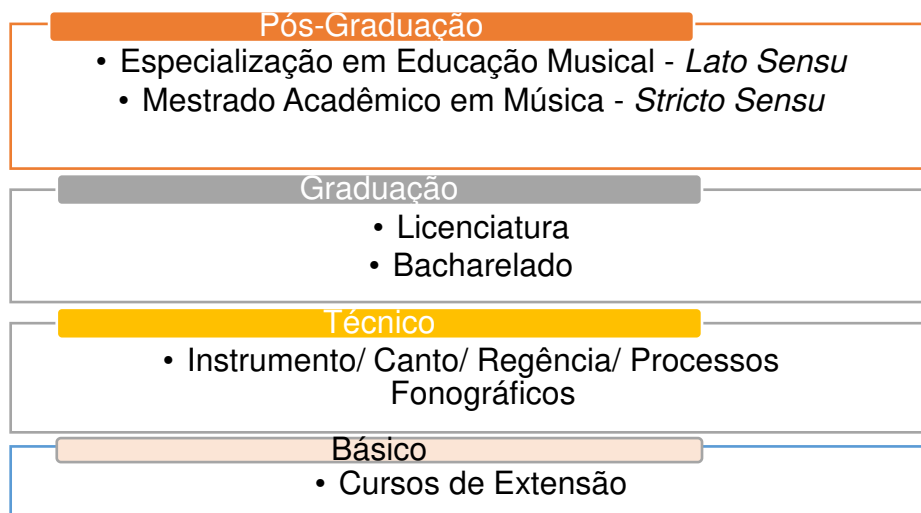 Pós-Graduação
• Especialização em Educação Musical - Lato Sensu
• Mestrado Acadêmico em Música - Stricto Sensu
Graduação
• Licenciatura
• Bacharelado
Técnico
• Instrumento/ Canto/ Regência/ Processos
Fonográficos
Básico
• Cursos de Extensão